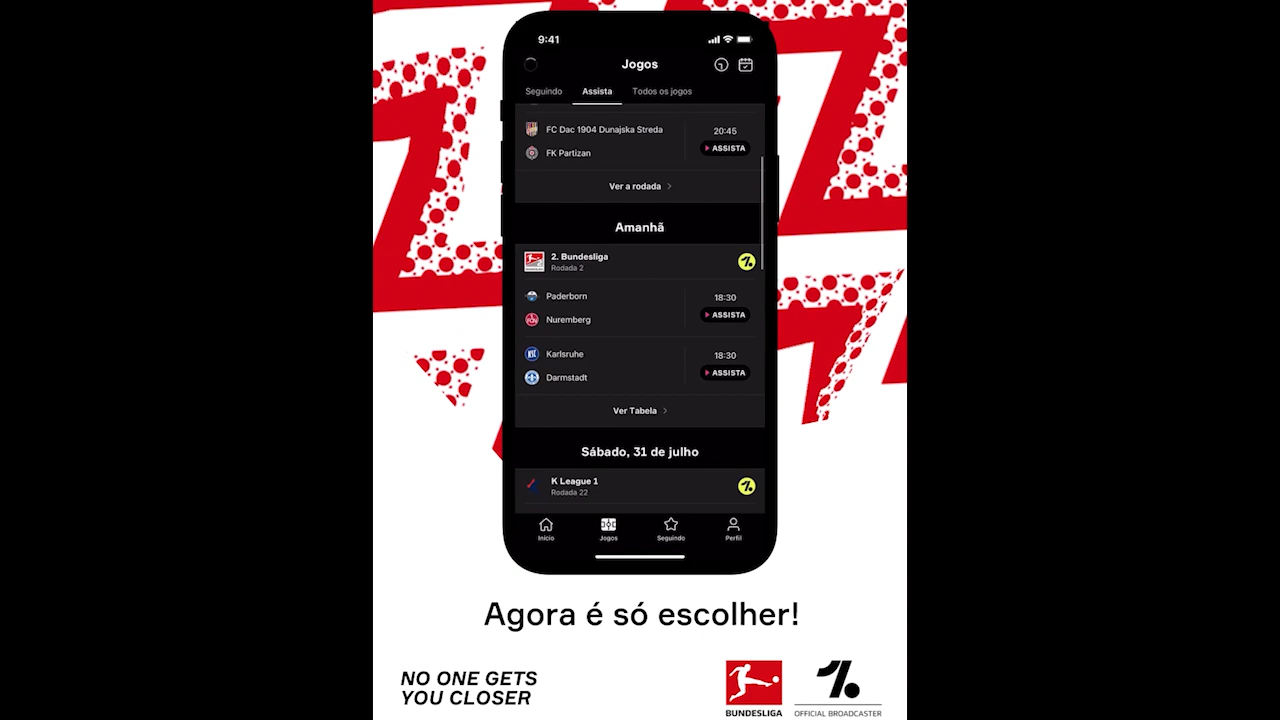 9:41
Jogos
Seguindo Assista Todos os jogos
FC Dac 1904 Dunajska Streda
20:45
FK Partizan
ASSISTA
Ver a rodada
Amanhã
2. Bundesliga
Rodada 2
Paderborn
18:30
Nuremberg
ASSISTA
Karlsruhe
18:30
Darmstadt
ASSISTA
Ver Tabela
Sábado, 31 de julho
K League 1
Rodada 22
Início Jogos Seguindo Perfil
Agora é só escolher!
NO ONE GETS
YOU CLOSER
BUNDESLIGA
OFFICIAL BROADCASTER